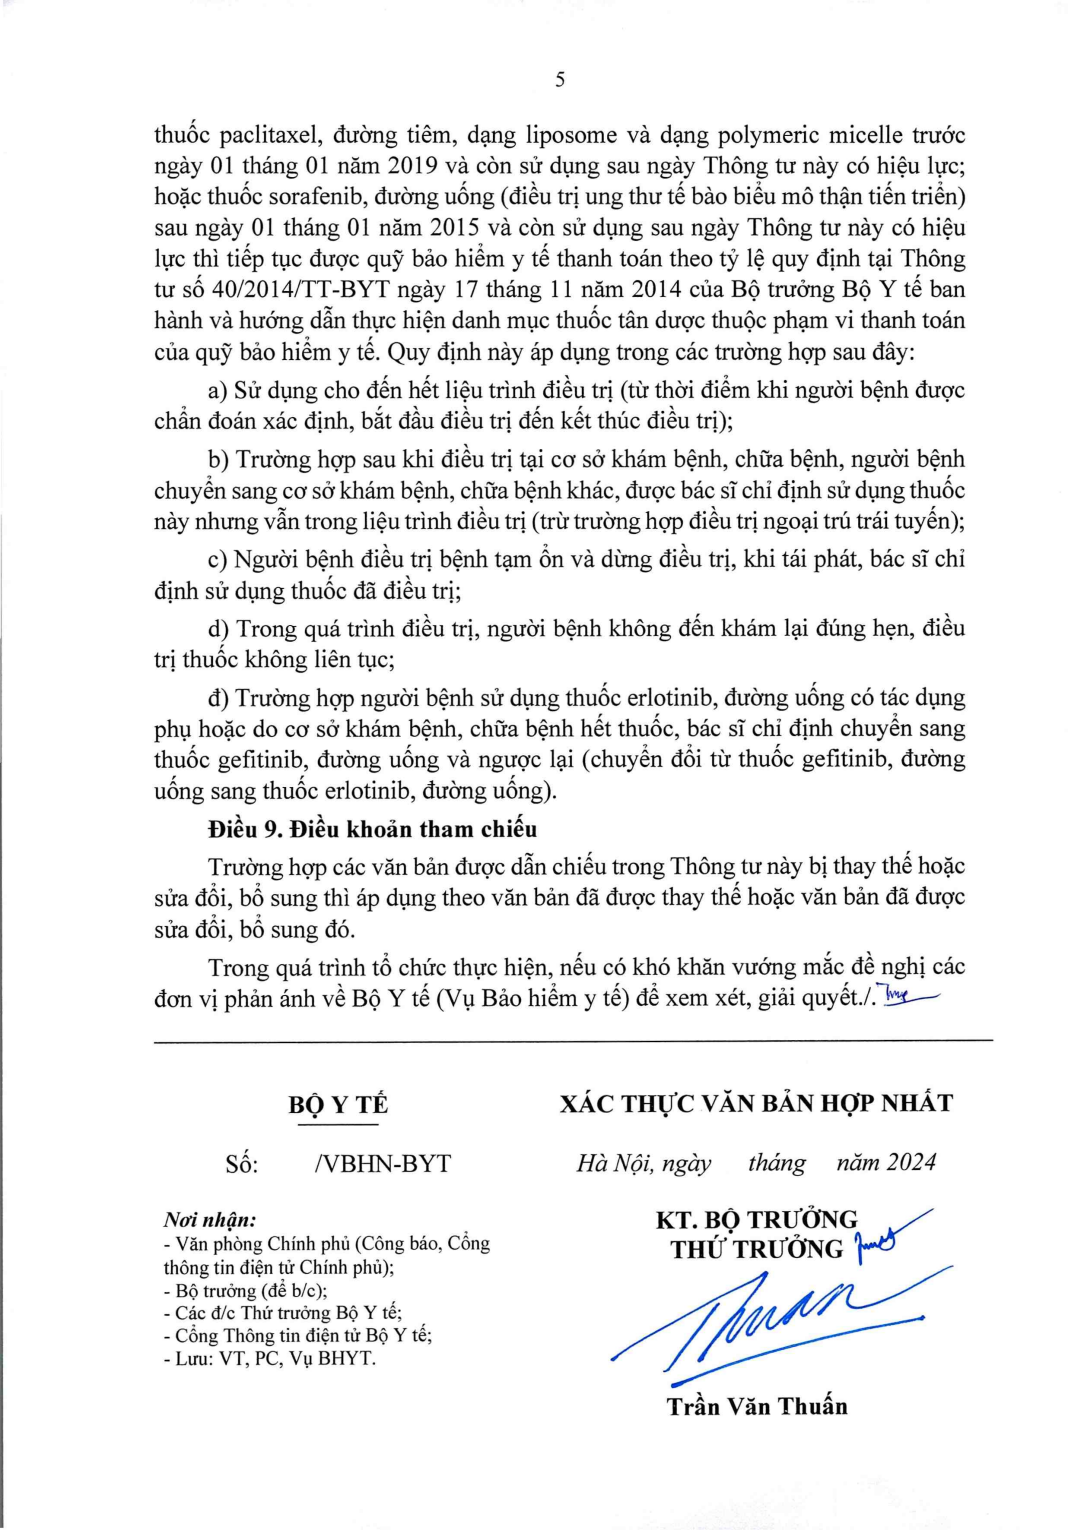 5
thuốc paclitaxel, đường tiêm, dạng liposome và dạng polymeric micelle trước
ngày 01 tháng 01 năm 2019 và còn sử dụng sau ngày Thông tư này có hiệu lực;
hoặc thuốc sorafenib, đường uống (điều trị ung thư tế bào biểu mô thận tiến triển)
sau ngày 01 tháng 01 năm 2015 và còn sử dụng sau ngày Thông tư này có hiệu
lực thì tiếp tục được quỹ bảo hiểm y tế thanh toán theo tỷ lệ quy định tại Thông
tư số 40/2014/TT-BYT ngày 17 tháng 11 năm 2014 của Bộ trưởng Bộ Y tế ban
hành và hướng dẫn thực hiện danh mục thuốc tân dược thuộc phạm vi thanh toán
của quỹ bảo hiểm y tế. Quy định này áp dụng trong các trường hợp sau đây:
a) Sử dụng cho đến hết liệu trình điều trị (từ thời điểm khi người bệnh được
chẩn đoán xác định, bắt đầu điều trị đến kết thúc điều trị);
b) Trường hợp sau khi điều trị tại cơ sở khám bệnh, chữa bệnh, người bệnh
chuyển sang cơ sở khám bệnh, chữa bệnh khác, được bác sĩ chỉ định sử dụng thuốc
này nhưng vẫn trong liệu trình điều trị (trừ trường hợp điều trị ngoại trú trái tuyến);
c) Người bệnh điều trị bệnh tạm ổn và dừng điều trị, khi tái phát, bác sĩ chỉ
định sử dụng thuốc đã điều trị;
d) Trong quá trình điều trị, người bệnh không đến khám lại đúng hẹn, điều
trị thuốc không liên tục;
đ) Trường hợp người bệnh sử dụng thuốc erlotinib, đường uống có tác dụng
phụ hoặc do cơ sở khám bệnh, chữa bệnh hết thuốc, bác sĩ chỉ định chuyển sang
thuốc gefitinib, đường uống và ngược lại (chuyển đổi từ thuốc gefitinib, đường
uống sang thuốc erlotinib, đường uống).
Điều 9. Điều khoản tham chiếu
Trường hợp các văn bản được dẫn chiếu trong Thông tư này bị thay thế hoặc
sửa đổi, bổ sung thì áp dụng theo văn bản đã được thay thế hoặc văn bản đã được
sửa đổi, bổ sung đó.
Trong quá trình tổ chức thực hiện, nếu có khó khăn vướng mắc đề nghị các
đơn vị phản ánh về Bộ Y tế (Vụ Bảo hiểm y tế) để xem xét, giải quyết./.
BỘ Y TẾ
Số: /VBHN-BYT
Nơi nhận:
- Văn phòng Chính phủ (Công báo, Cổng
thông tin điện tử Chính phủ);
- Bộ trưởng (để b/c);
- Các đ/c Thứ trưởng Bộ Y tế;
- Cổng Thông tin điện tử Bộ Y tế;
- Lưu: VT, PC, Vụ BHYT.
XÁC THỰC VĂN BẢN HỢP NHẤT
Hà Nội, ngày tháng năm 2024
KT. BỘ TRƯỞNG
THỨ TRƯỞNG
Thuan
Trần Văn Thuấn